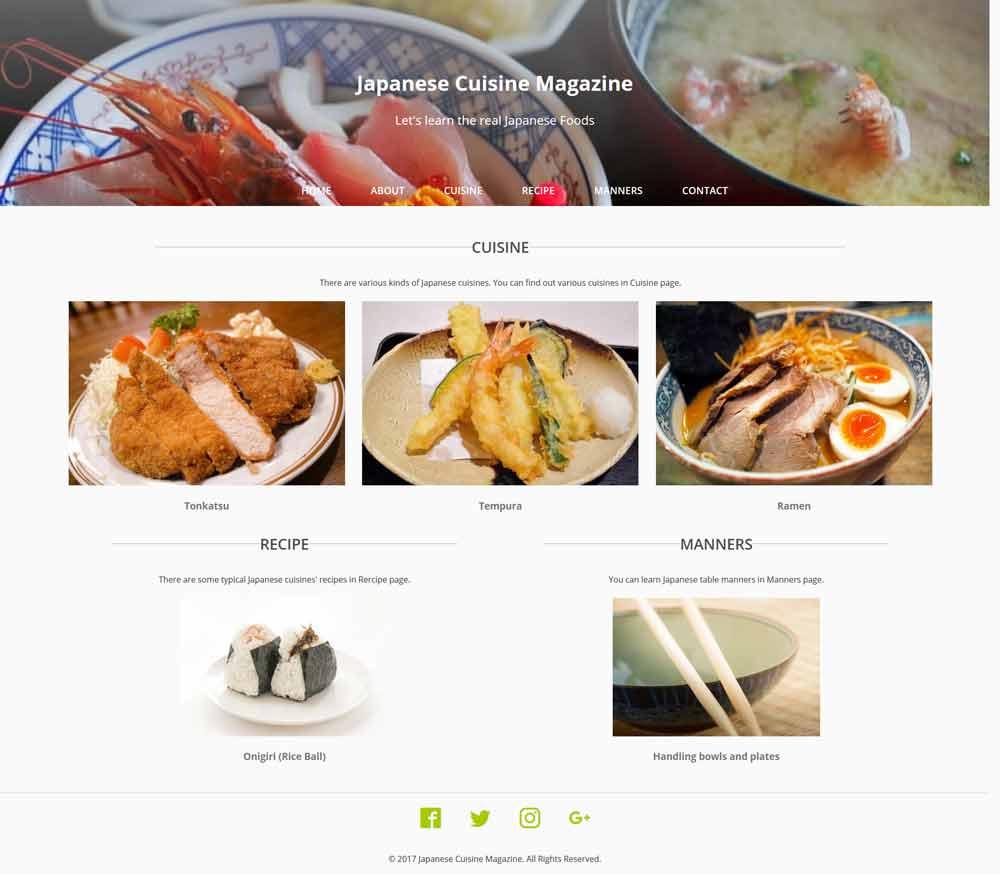 Japanese Cuisine Magazine
Let's learn the real Japanese Foods
HOME ABOUT CUISINE RECIPE MANNERS CONTACT
CUISINE
There are various kinds of Japanese cuisines. You can find out various cuisines in Cuisine page.
Tonkatsu
Tempura
Ramen
RECIPE
There are some typical Japanese cuisines' recipes in Rercipe page.
Onigiri (Rice Ball)
MANNERS
You can learn Japanese table manners in Manners page.
Handling bowls and plates
G+
© 2017 Japanese Cuisine Magazine. All Rights Reserved.